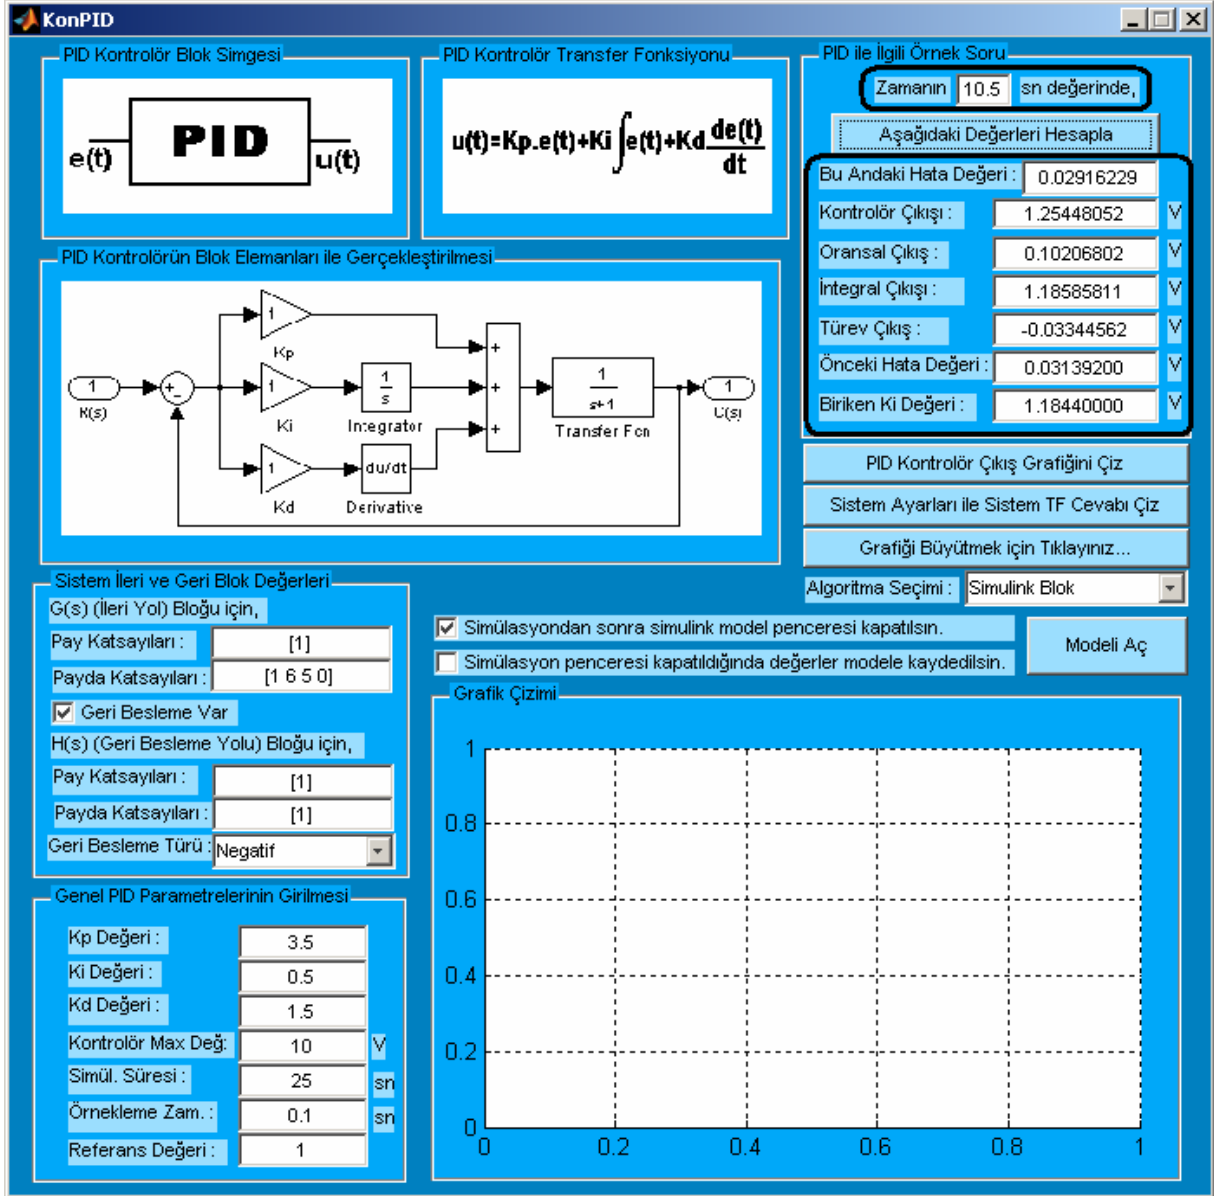 KonPID
PID Kontrolör Blok Simgesi
e(t)
PID
u(t)
PID Kontrolör Transfer Fonksiyonu
u(t)=Kp.e(t)+Ki∫e(t)+Kd de(t)/dt
PID ile İlgili Örnek Soru
Zamanın 10.5 sn değerinde,
Aşağıdaki Değerleri Hesapla
Bu Andaki Hata Değeri : 0.02916229
Kontrolör Çıkışı : 1.25448052 V
Oransal Çıkış : 0.10206802 V
İntegral Çıkışı : 1.18585811 V
Türev Çıkış : -0.03344562 V
Önceki Hata Değeri : 0.03139200 V
Biriken Ki Değeri : 1.18440000 V
PID Kontrolörün Blok Elemanları ile Gerçekleştirilmesi
1
R(s)
+
-
1
Kp
1
Ki
1
s
Integrator
1
Kd
du/dt
Derivative
+
+
+
1
s+1
Transfer Fcn
1
C(s)
PID Kontrolör Çıkış Grafiğini Çiz
Sistem Ayarları ile Sistem TF Cevabı Çiz
Grafiği Büyütmek için Tıklayınız...
Algoritma Seçimi : Simulink Blok
Sistem İleri ve Geri Blok Değerleri
G(s) (İleri Yol) Bloğu için,
Pay Katsayıları : [1]
Payda Katsayıları : [1 6 5 0]
Geri Besleme Var
H(s) (Geri Besleme Yolu) Bloğu için,
Pay Katsayıları : [1]
Payda Katsayıları : [1]
Geri Besleme Türü : Negatif
Simülasyondan sonra simulink model penceresi kapatılsın.
Simülasyon penceresi kapatıldığında değerler modele kaydedilsin.
Modeli Aç
Genel PID Parametrelerinin Girilmesi
Kp Değeri : 3.5
Ki Değeri : 0.5
Kd Değeri : 1.5
Kontrolör Max Değ: 10 V
Simül. Süresi : 25 sn
Örnekleme Zam. : 0.1 sn
Referans Değeri : 1
Grafik Çizimi
1
0.8
0.6
0.4
0.2
0
0 0.2 0.4 0.6 0.8 1